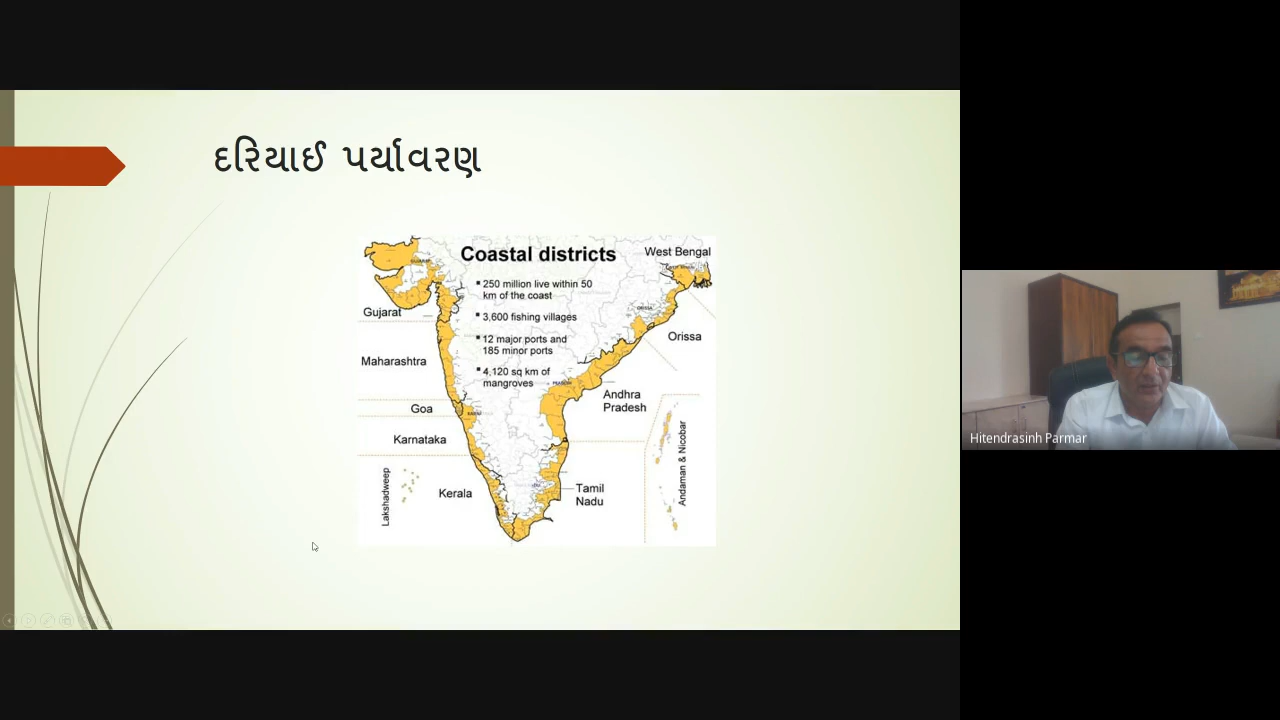 દરિયાઈ પર્યાવરણ
Coastal districts
▪ 250 million live within 50
km of the coast
▪ 3,600 fishing villages
▪ 12 major ports and
185 minor ports
▪ 4,120 sq km of
mangroves
West Bengal
Gujarat
Orissa
Maharashtra
Andhra
Pradesh
Goa
Karnataka
Kerala
Lakshadweep
Tamil
Nadu
Andaman & Nicobar
Hitendrasinh Parmar